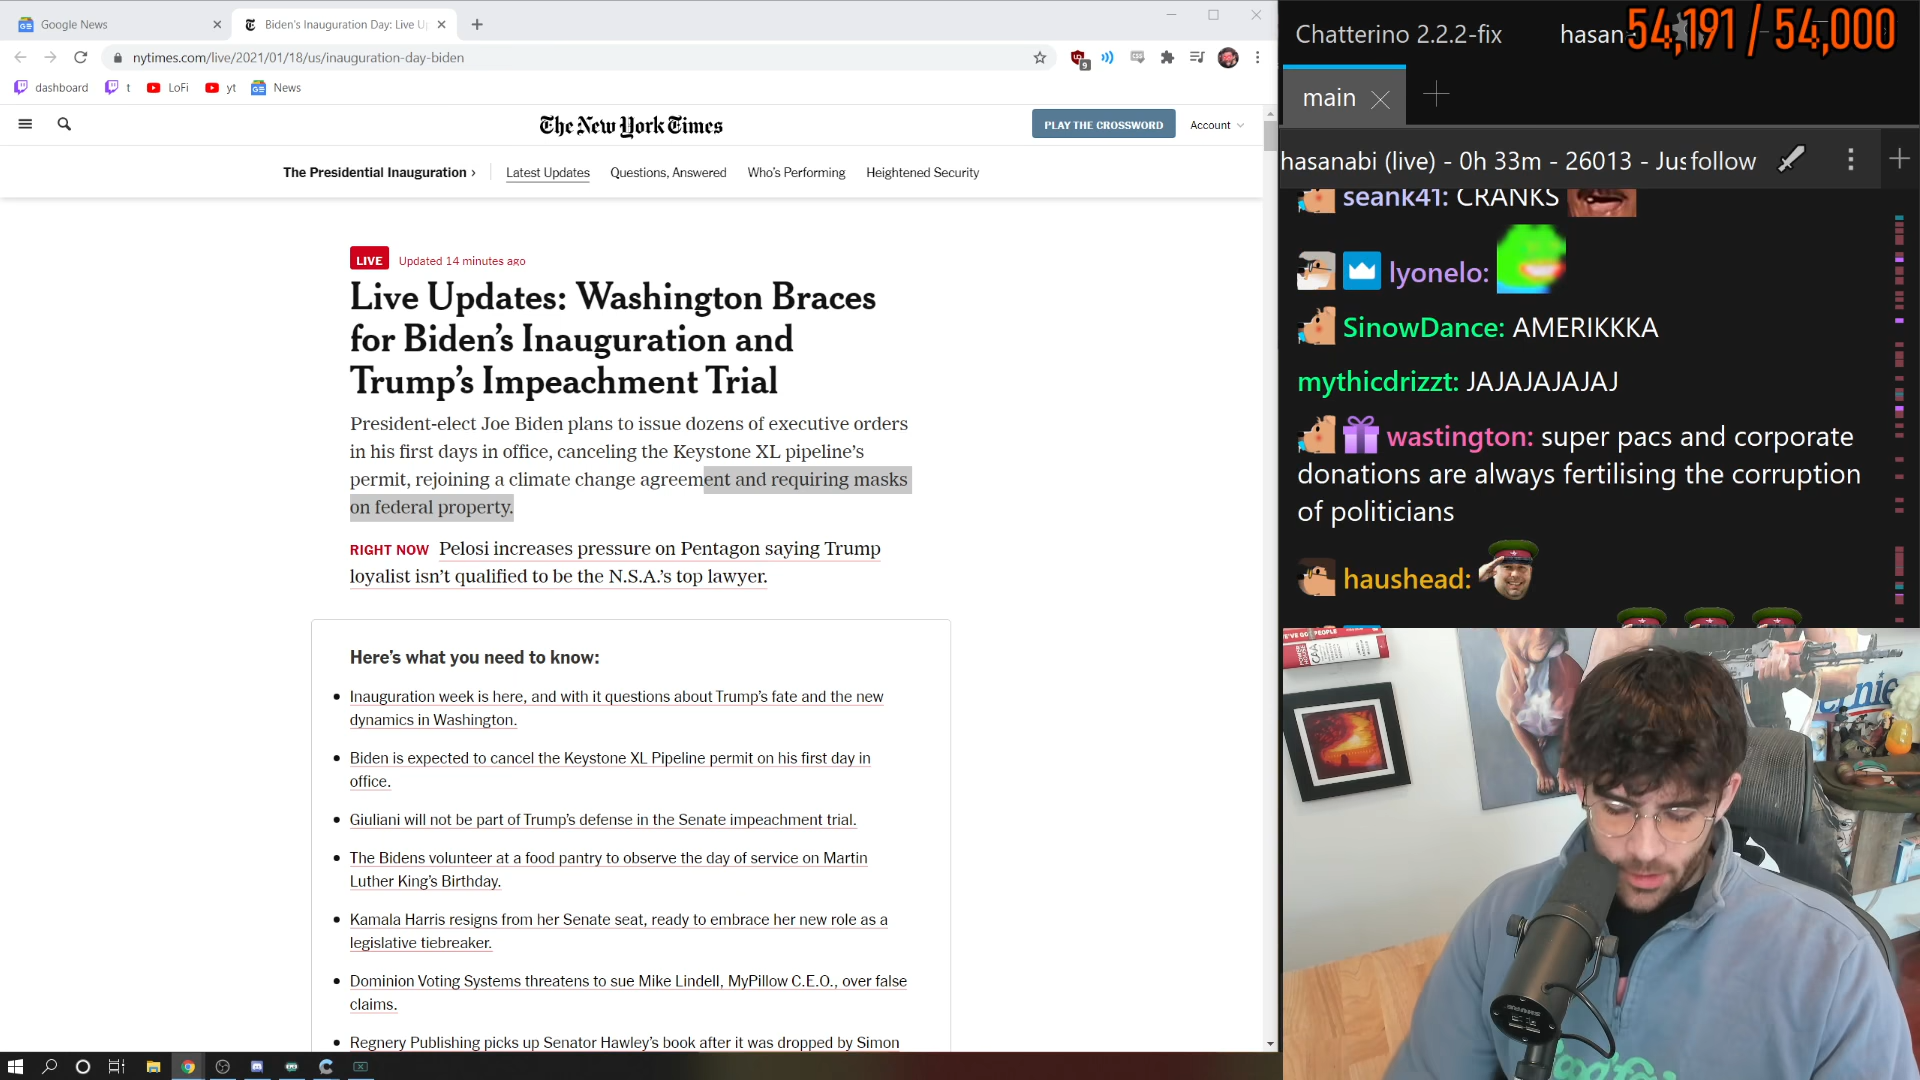 Google News
Biden's Inauguration Day: Live U
nytimes.com/live/2021/01/18/us/inauguration-day-biden
9
dashboard
t
LoFi
yt
News
The New York Times
PLAY THE CROSSWORD
Account
The Presidential Inauguration ›
Latest Updates
Questions, Answered
Who's Performing
Heightened Security
LIVE
Updated 14 minutes ago
Live Updates: Washington Braces
for Biden's Inauguration and
Trump's Impeachment Trial
President-elect Joe Biden plans to issue dozens of executive orders
in his first days in office, canceling the Keystone XL pipeline's
permit, rejoining a climate change agreement and requiring masks
on federal property.
RIGHT NOW Pelosi increases pressure on Pentagon saying Trump
loyalist isn't qualified to be the N.S.A.'s top lawyer.
Here's what you need to know:
Inauguration week is here, and with it questions about Trump's fate and the new
dynamics in Washington.
Biden is expected to cancel the Keystone XL Pipeline permit on his first day in
office.
Giuliani will not be part of Trump's defense in the Senate impeachment trial.
The Bidens volunteer at a food pantry to observe the day of service on Martin
Luther King's Birthday.
Kamala Harris resigns from her Senate seat, ready to embrace her new role as a
legislative tiebreaker.
Dominion Voting Systems threatens to sue Mike Lindell, MyPillow C.E.O., over false
claims.
Regnery Publishing picks up Senator Hawley's book after it was dropped by Simon
Chatterino 2.2.2-fix
hasan
54,191 / 54,000
main
hasanabi (live) - 0h 33m - 26013 - Jus
follow
seank41: CRANKS
lyonelo:
SinowDance: AMERIKKKA
mythicdrizzt: JAJAJAJAJAJ
wastington: super pacs and corporate
donations are always fertilising the corruption
of politicians
haushead: